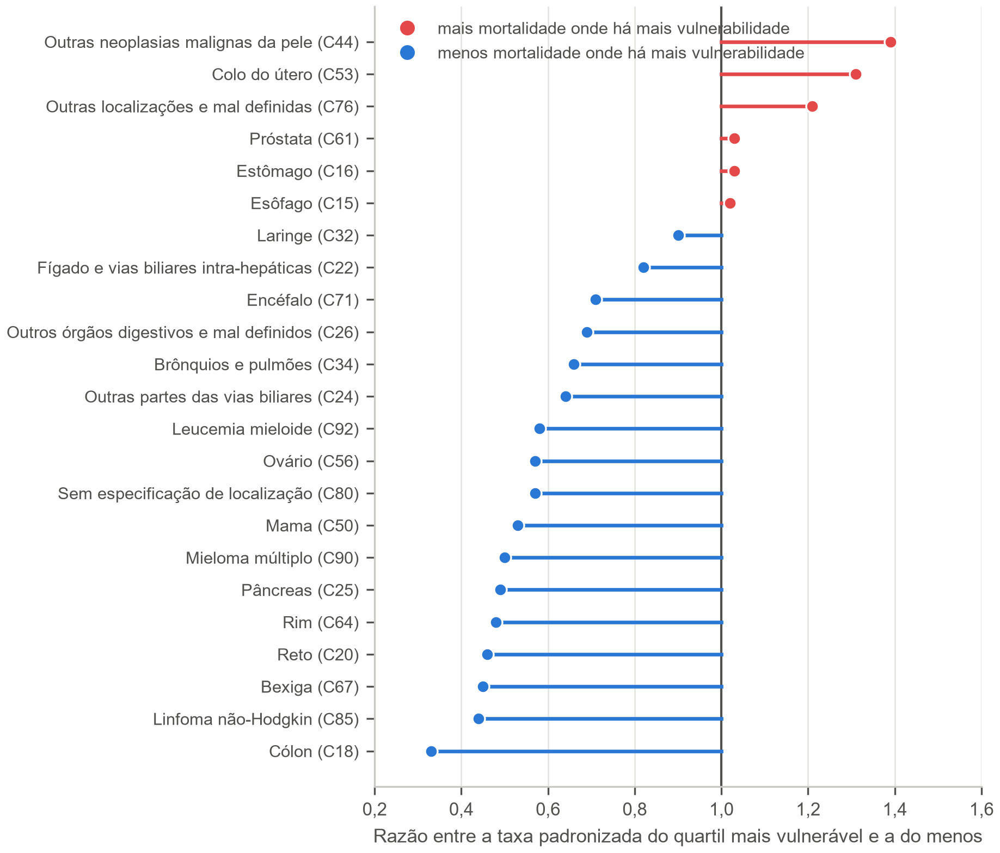 mais mortalidade onde há mais vulnerabilidade
menos mortalidade onde há mais vulnerabilidade
Outras neoplasias malignas da pele (C44)
Colo do útero (C53)
Outras localizações e mal definidas (C76)
Próstata (C61)
Estômago (C16)
Esôfago (C15)
Laringe (C32)
Fígado e vias biliares intra-hepáticas (C22)
Encéfalo (C71)
Outros órgãos digestivos e mal definidos (C26)
Brônquios e pulmões (C34)
Outras partes das vias biliares (C24)
Leucemia mieloide (C92)
Ovário (C56)
Sem especificação de localização (C80)
Mama (C50)
Mieloma múltiplo (C90)
Pâncreas (C25)
Rim (C64)
Reto (C20)
Bexiga (C67)
Linfoma não-Hodgkin (C85)
Cólon (C18)
0,2 0,4 0,6 0,8 1,0 1,2 1,4 1,6
Razão entre a taxa padronizada do quartil mais vulnerável e a do menos